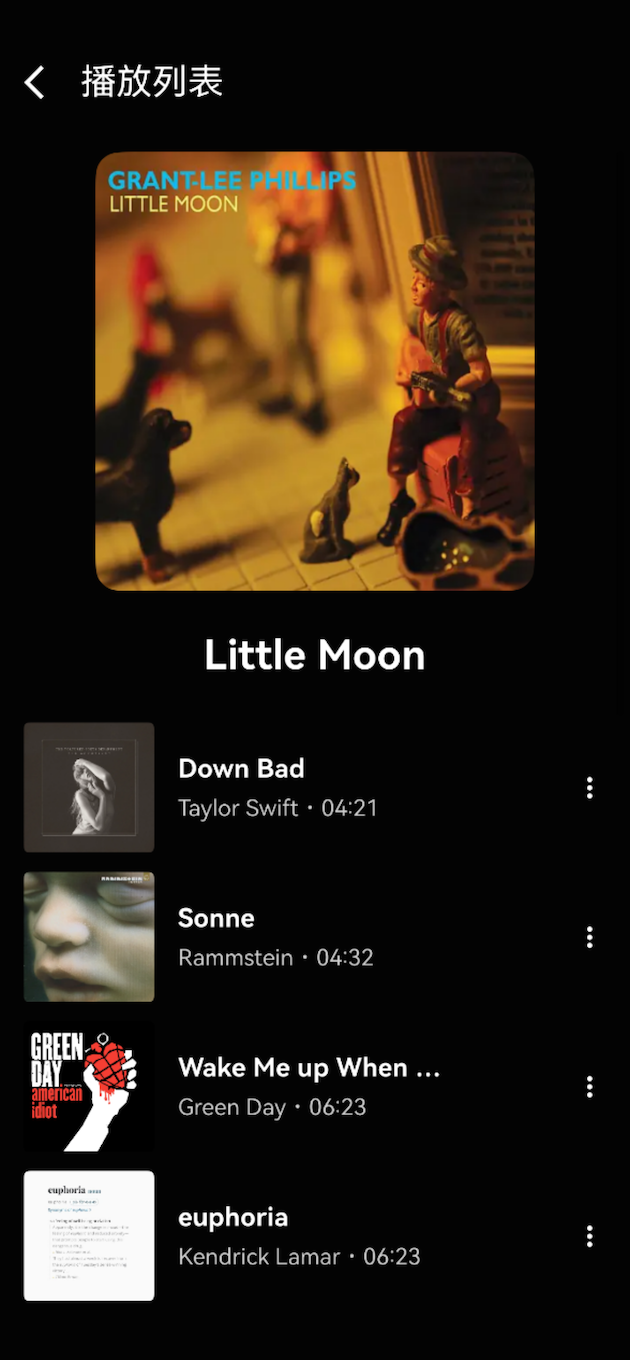 播放列表
GRANT-LEE PHILLIPS
LITTLE MOON
Little Moon
Down Bad
Taylor Swift • 04:21
Sonne
Rammstein • 04:32
GREEN
DAY
american
idiot
Wake Me up When ...
Green Day • 06:23
euphoria
euphoria
Kendrick Lamar • 06:23